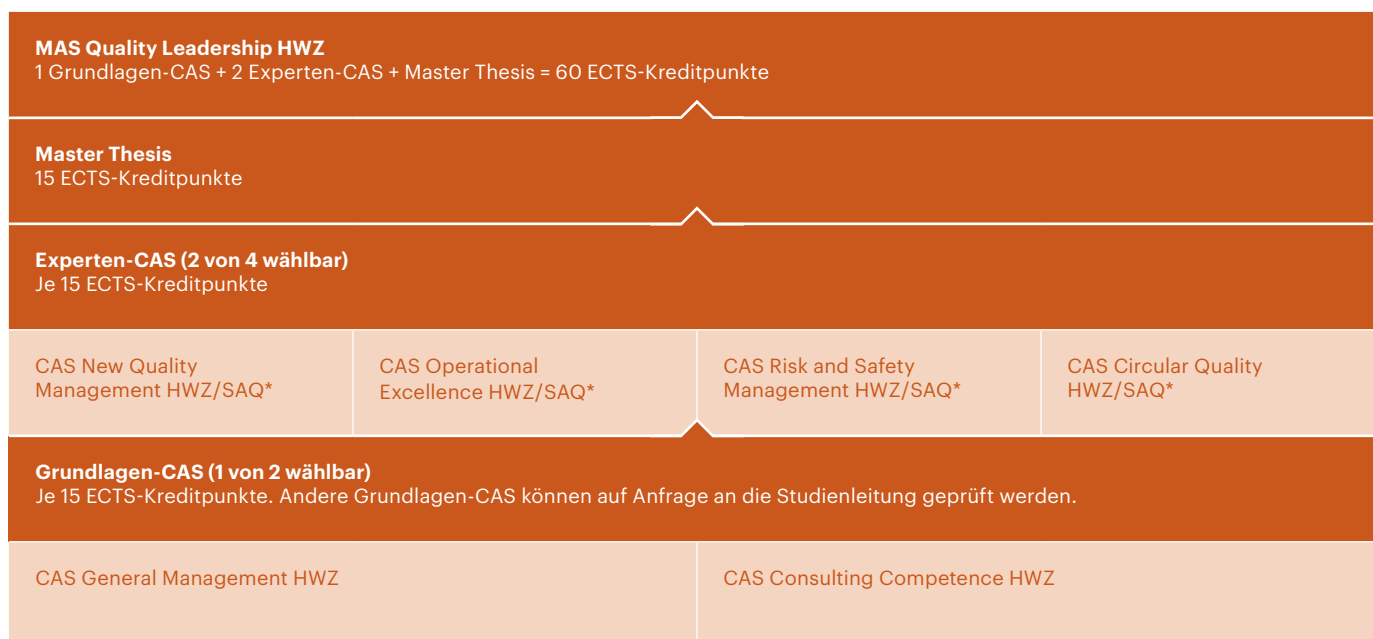 MAS Quality Leadership HWZ
1 Grundlagen-CAS + 2 Experten-CAS + Master Thesis = 60 ECTS-Kreditpunkte
Master Thesis
15 ECTS-Kreditpunkte
Experten-CAS (2 von 4 wählbar)
Je 15 ECTS-Kreditpunkte
CAS New Quality
Management HWZ/SAQ*
CAS Operational
Excellence HWZ/SAQ*
CAS Risk and Safety
Management HWZ/SAQ*
CAS Circular Quality
HWZ/SAQ*
Grundlagen-CAS (1 von 2 wählbar)
Je 15 ECTS-Kreditpunkte. Andere Grundlagen-CAS können auf Anfrage an die Studienleitung geprüft werden.
CAS General Management HWZ
CAS Consulting Competence HWZ